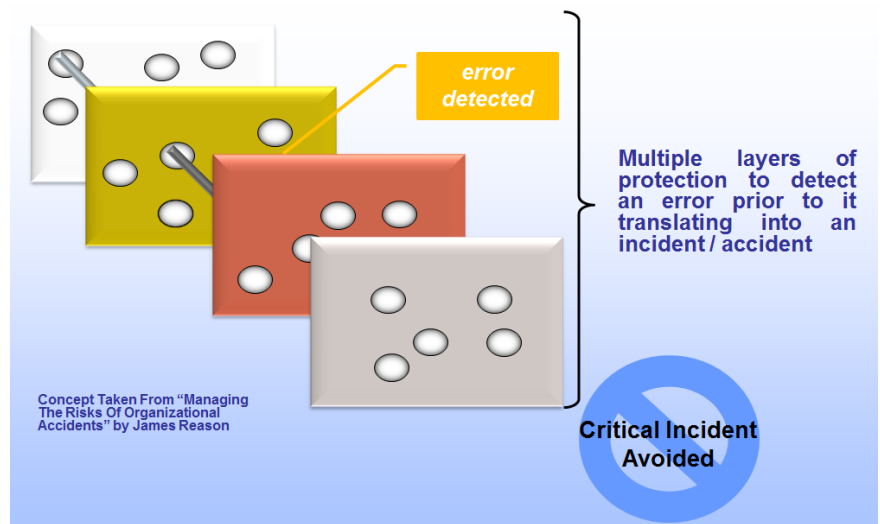 error
detected
Multiple layers of
protection to detect
an error prior to it
translating into an
incident / accident
Concept Taken From “Managing
The Risks Of Organizational
Accidents” by James Reason
Critical Incident
Avoided